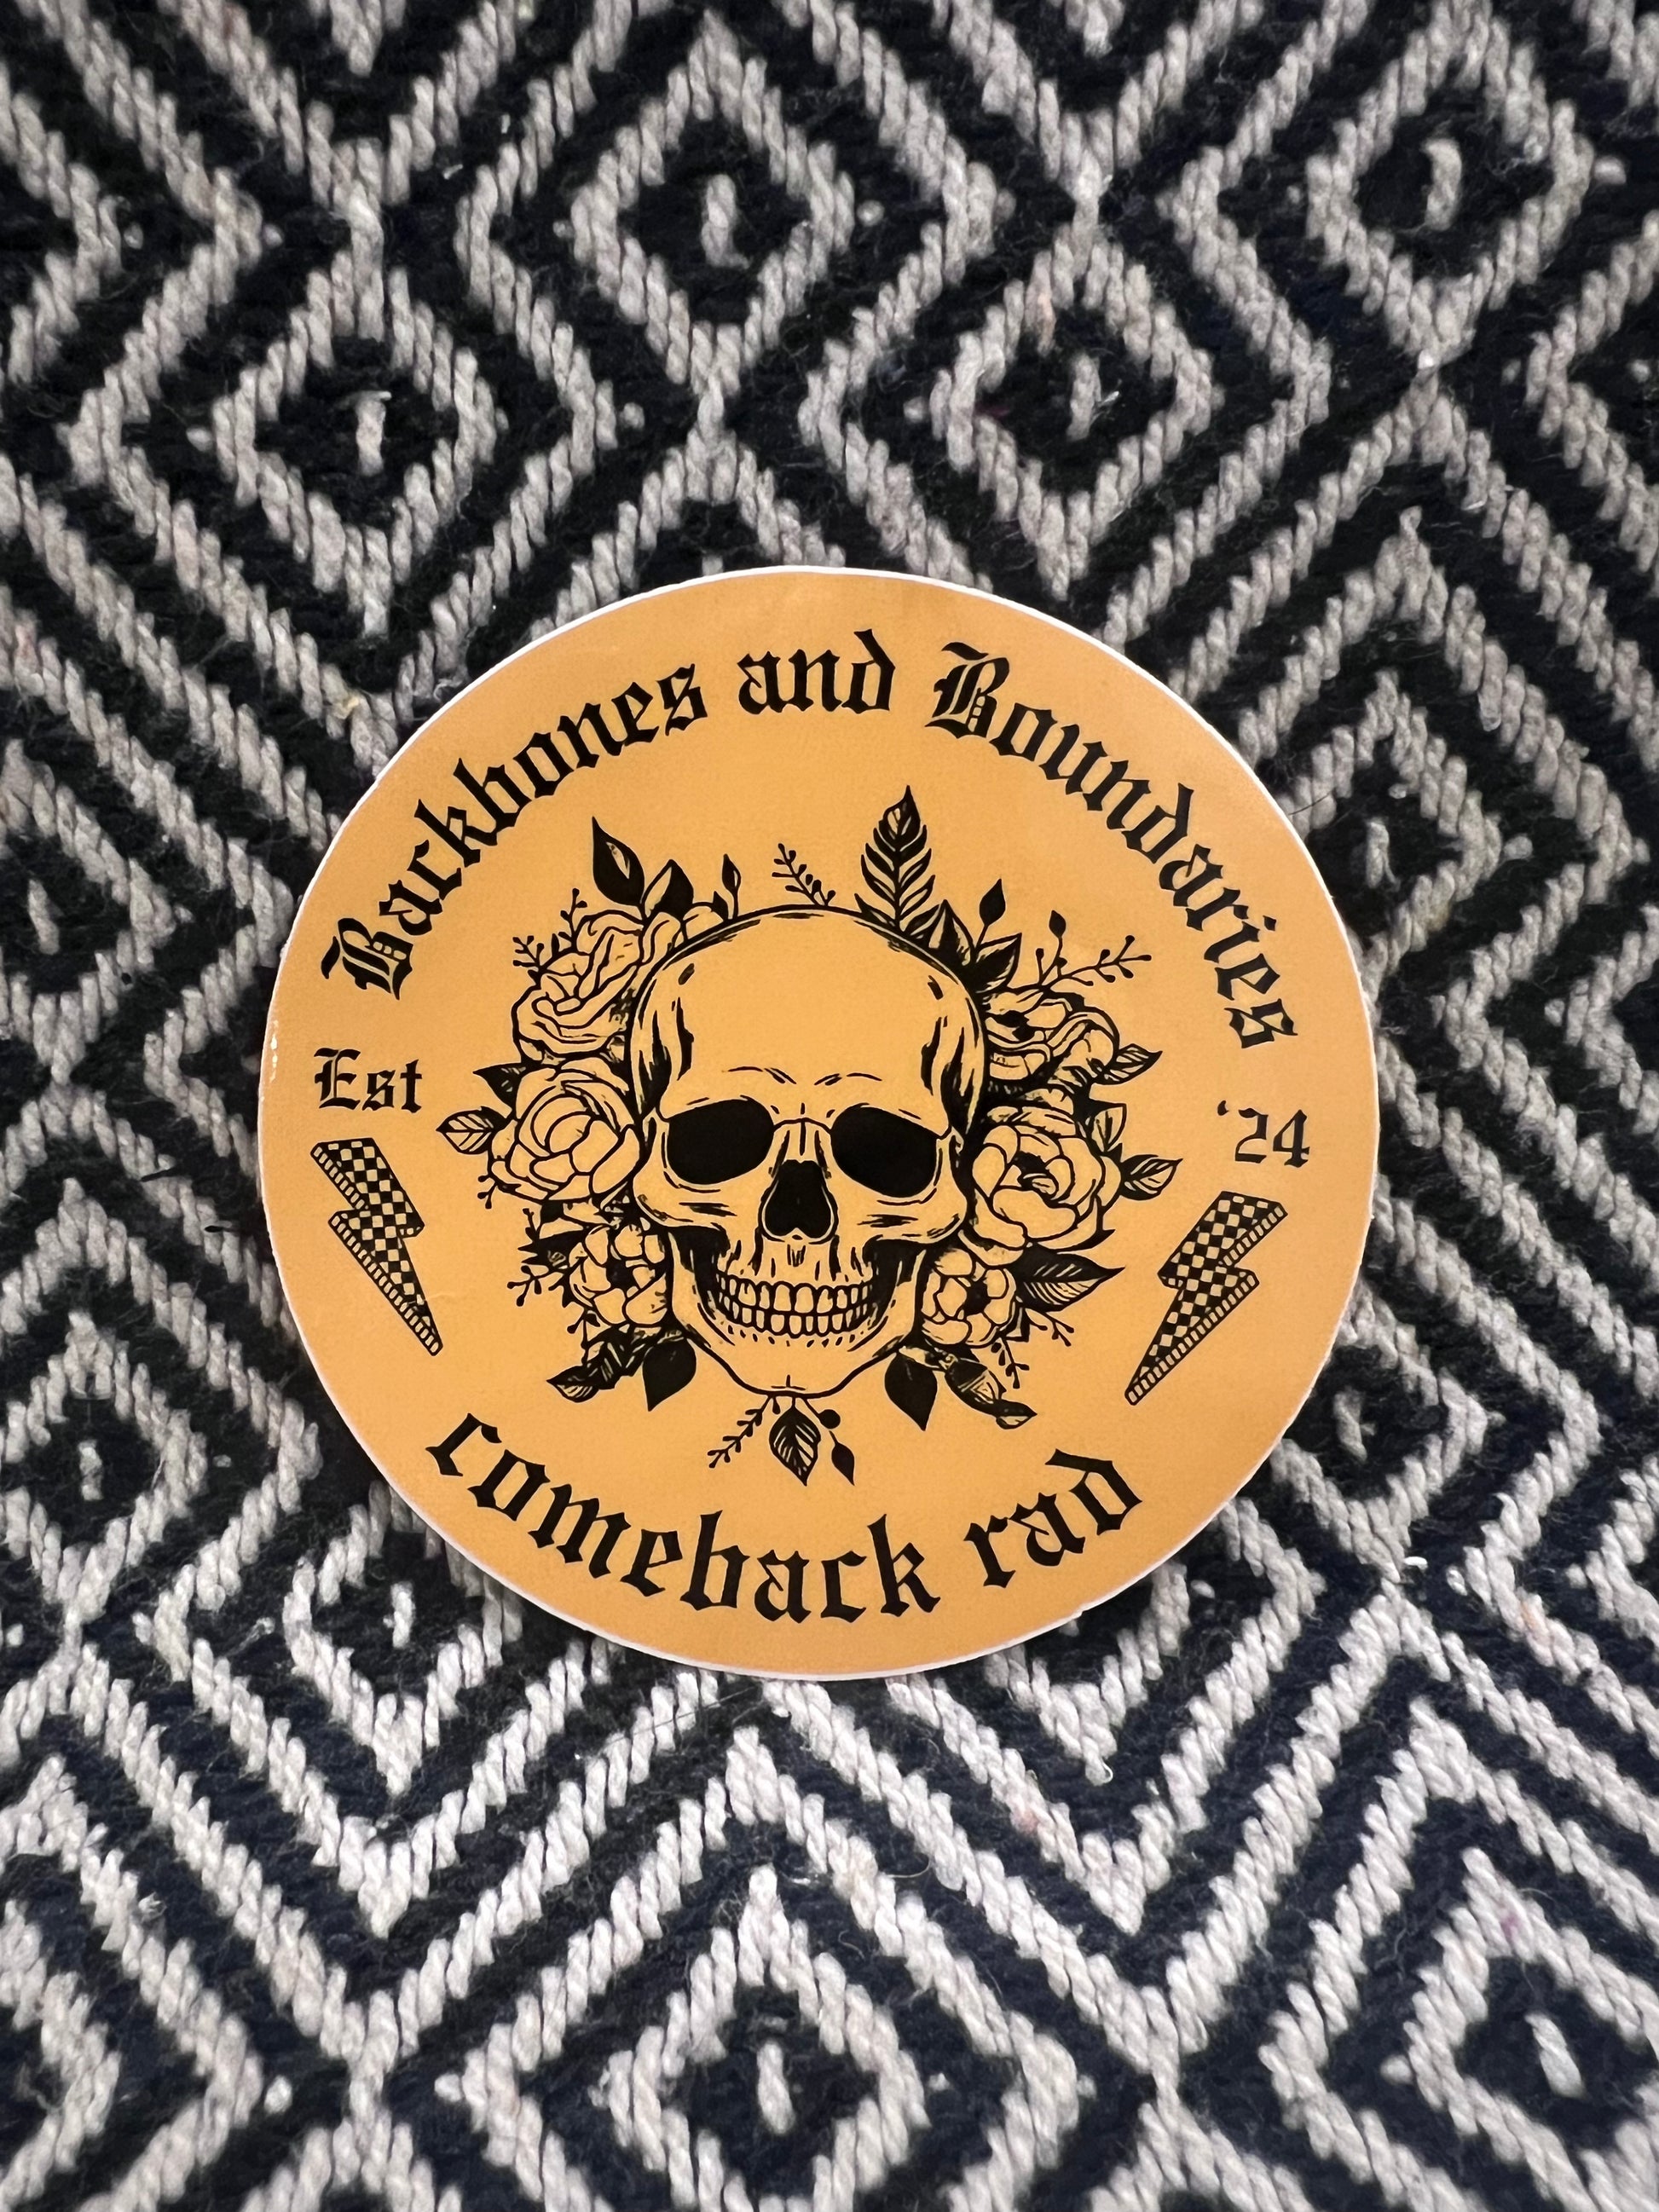 Backbones and Boundaries
Est '24
comeback rad